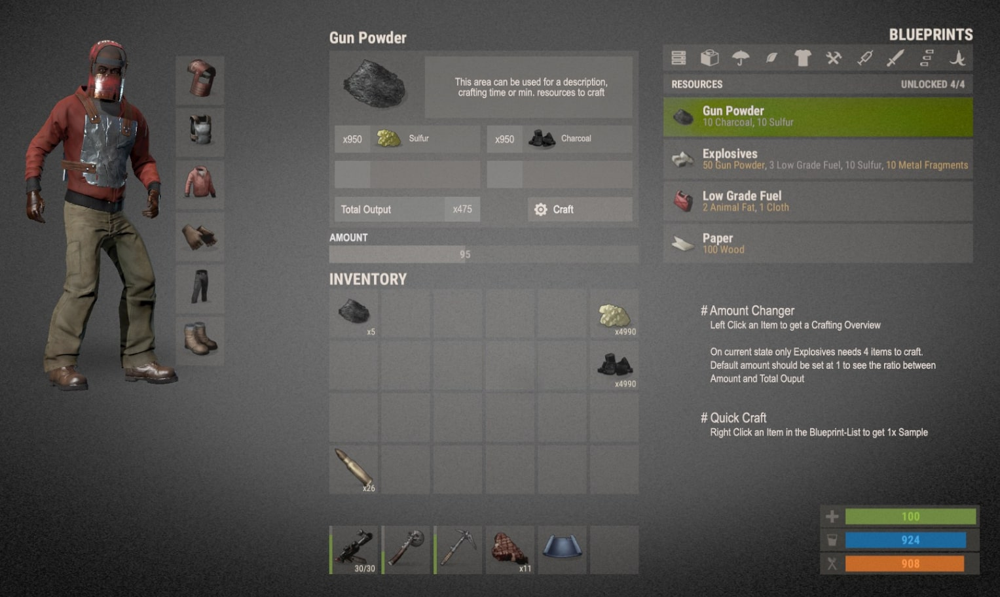 Gun Powder
This area can be used for a description,
crafting time or min. resources to craft
x950 Sulfur x950 Charcoal
Total Output x475 Craft
AMOUNT
95
INVENTORY
x5
x4990
x4990
x26
30/30
x11
BLUEPRINTS
RESOURCES UNLOCKED 4/4
Gun Powder
10 Charcoal, 10 Sulfur
Explosives
50 Gun Powder, 3 Low Grade Fuel, 10 Sulfur, 10 Metal Fragments
Low Grade Fuel
2 Animal Fat, 1 Cloth
Paper
100 Wood
# Amount Changer
Left Click an Item to get a Crafting Overview
On current state only Explosives needs 4 items to craft.
Default amount should be set at 1 to see the ratio between
Amount and Total Ouput
# Quick Craft
Right Click an Item in the Blueprint-List to get 1x Sample
100
924
908